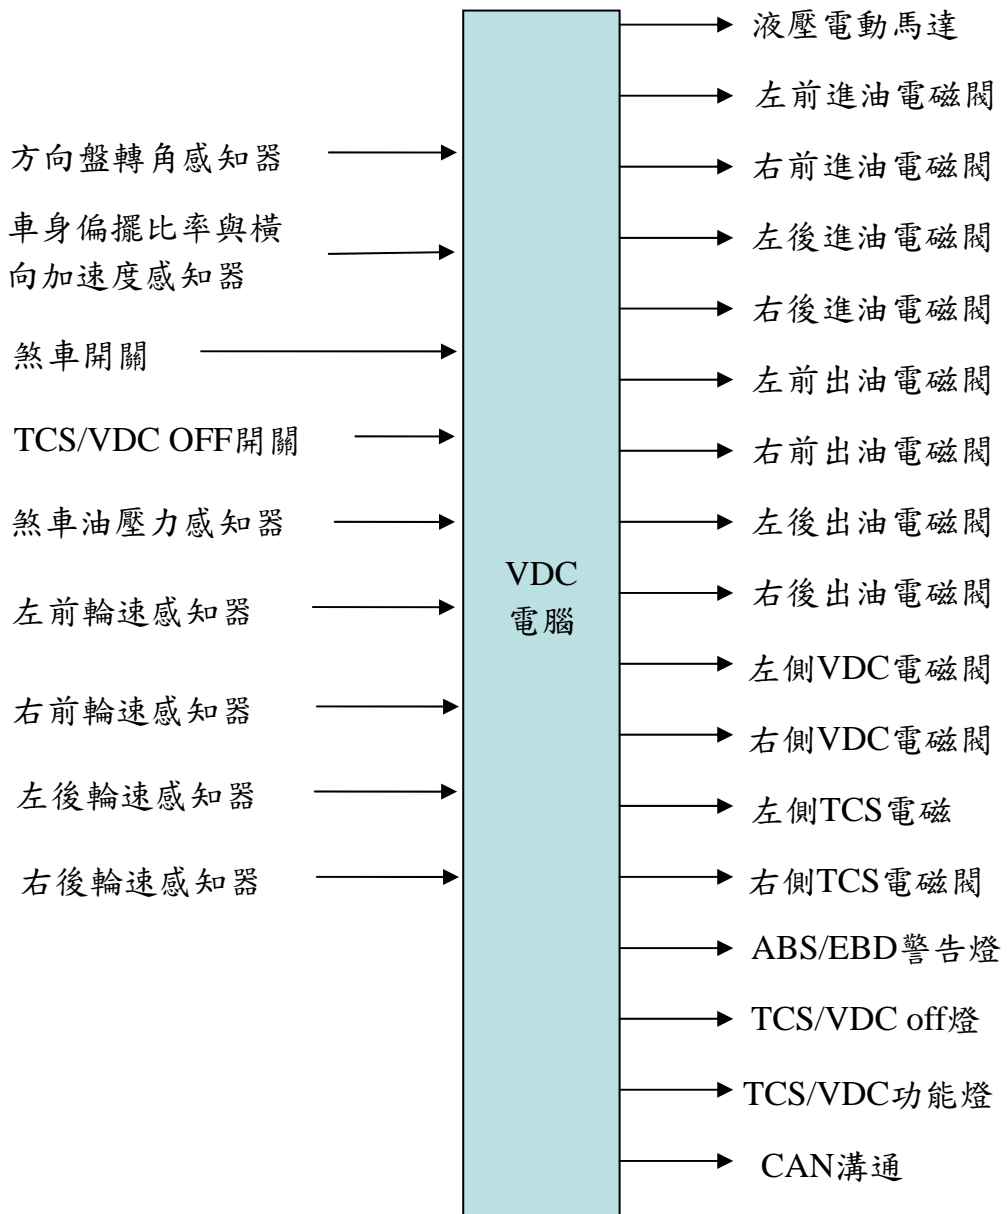 方向盤轉角感知器
車身偏擺比率與橫
向加速度感知器
煞車開關
TCS/VDC OFF開關
煞車油壓力感知器
左前輪速感知器
右前輪速感知器
左後輪速感知器
右後輪速感知器
VDC
電腦
液壓電動馬達
左前進油電磁閥
右前進油電磁閥
左後進油電磁閥
右後進油電磁閥
左前出油電磁閥
右前出油電磁閥
左後出油電磁閥
右後出油電磁閥
左側VDC電磁閥
右側VDC電磁閥
左側TCS電磁
右側TCS電磁閥
ABS/EBD警告燈
TCS/VDC off燈
TCS/VDC功能燈
CAN溝通